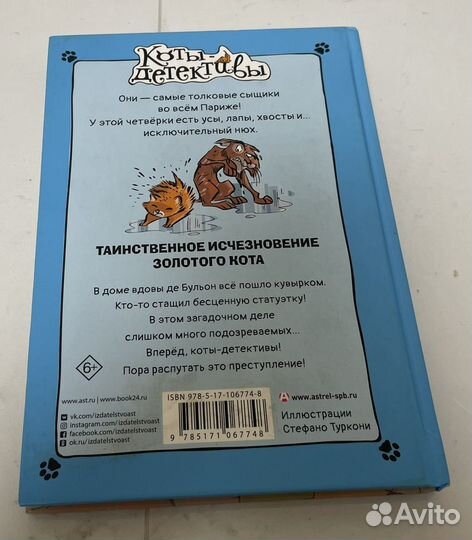 Коты-
детективы
Они — самые толковые сыщики
во всём Париже!
У этой четвёрки есть усы, лапы, хвосты и...
исключительный нюх.
ТАИНСТВЕННОЕ ИСЧЕЗНОВЕНИЕ
ЗОЛОТОГО КОТА
В доме вдовы де Бульон всё пошло кувырком.
Кто-то стащил бесценную статуэтку!
В этом загадочном деле
слишком много подозреваемых...
Вперёд, коты-детективы!
Пора распутать это преступление!
6+
www.ast.ru | www.book24.ru
vk.com/izdatelstvoast
instagram.com/izdatelstvoast
facebook.com/izdatelstvoast
ok.ru/izdatelstvoast
ISBN 978-5-17-106774-8
9 785171 067748
www.astrel-spb.ru
Иллюстрации
Стефано Туркони
Avito